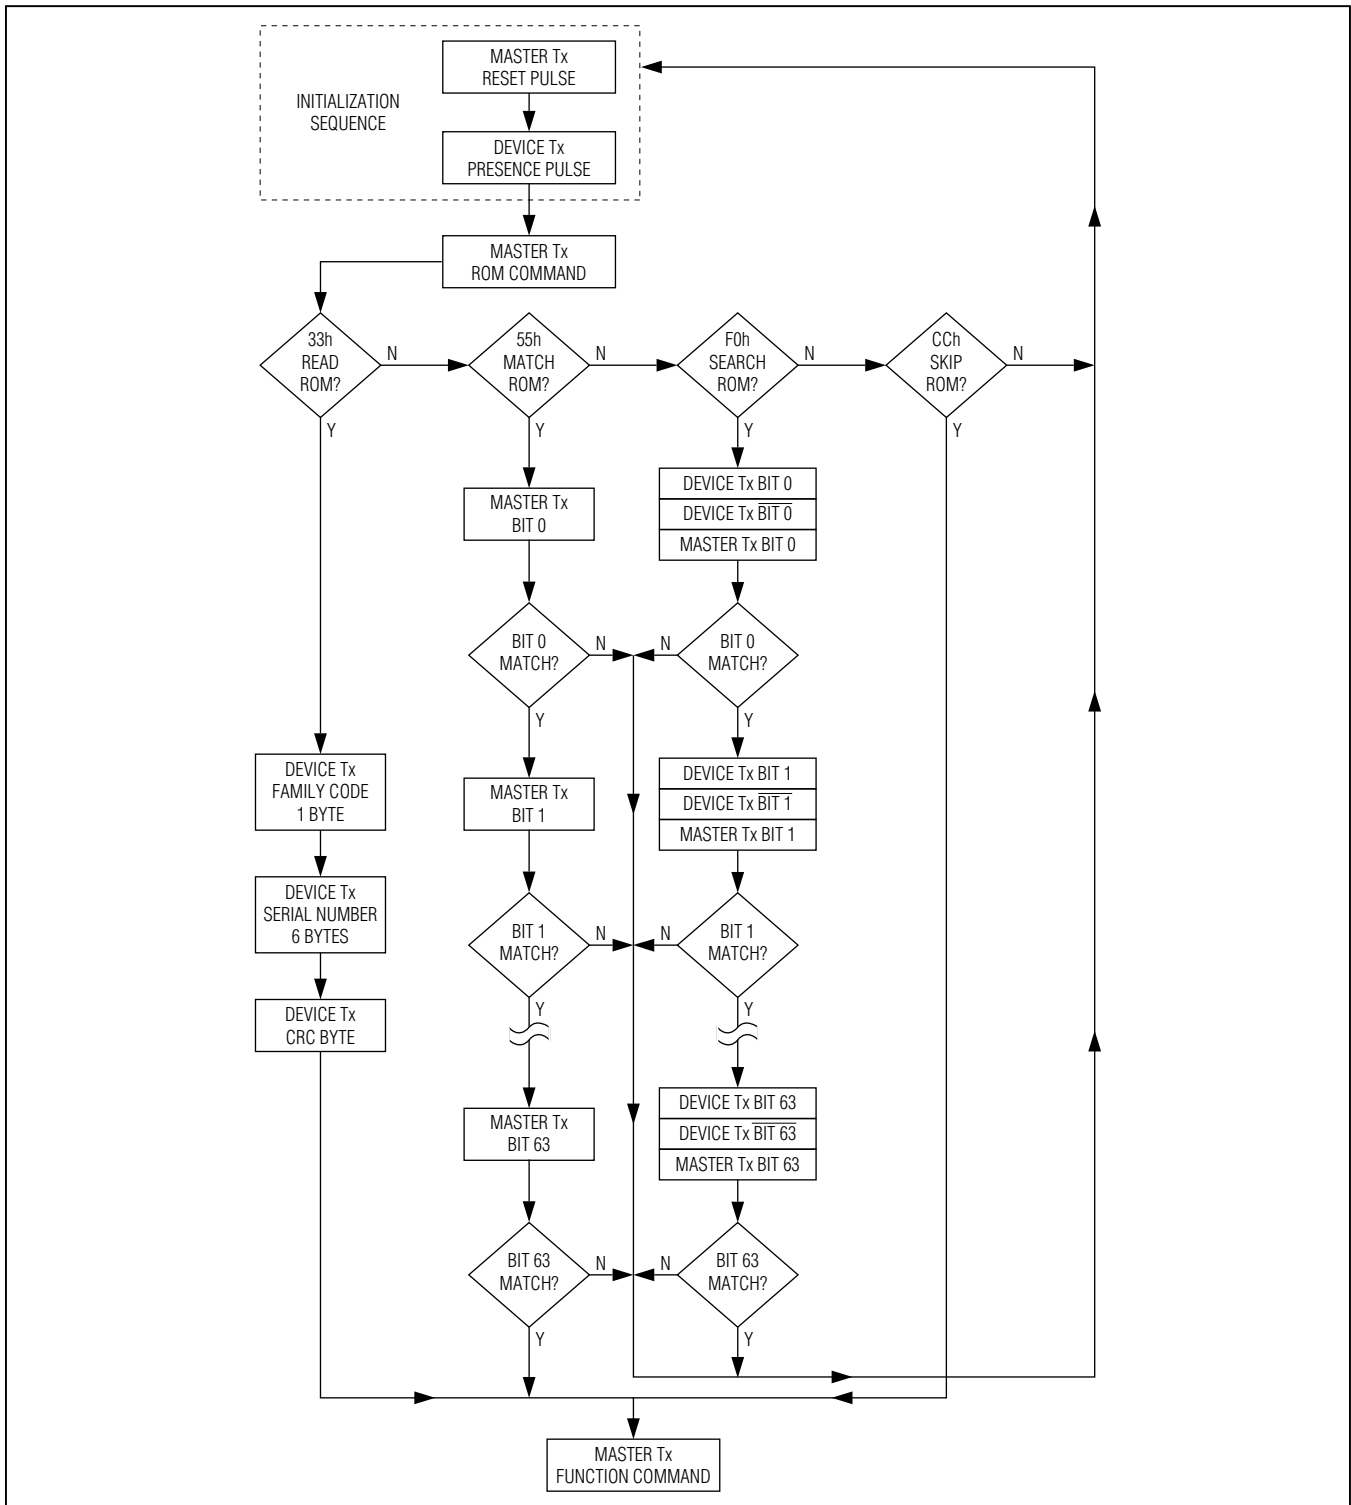 MASTER Tx
RESET PULSE
INITIALIZATION
SEQUENCE
DEVICE Tx
PRESENCE PULSE
MASTER Tx
ROM COMMAND
33h
READ
ROM?
N
Y
55h
MATCH
ROM?
N
Y
F0h
SEARCH
ROM?
N
Y
CCh
SKIP
ROM?
N
Y
MASTER Tx
BIT 0
DEVICE Tx BIT 0
DEVICE Tx B̅I̅T̅ ̅0̅
MASTER Tx BIT 0
BIT 0
MATCH?
N
Y
BIT 0
MATCH?
N
Y
DEVICE Tx
FAMILY CODE
1 BYTE
MASTER Tx
BIT 1
DEVICE Tx BIT 1
DEVICE Tx B̅I̅T̅ ̅1̅
MASTER Tx BIT 1
DEVICE Tx
SERIAL NUMBER
6 BYTES
BIT 1
MATCH?
N
Y
BIT 1
MATCH?
N
Y
DEVICE Tx
CRC BYTE
MASTER Tx
BIT 63
DEVICE Tx BIT 63
DEVICE Tx B̅I̅T̅ ̅6̅3̅
MASTER Tx BIT 63
BIT 63
MATCH?
N
Y
BIT 63
MATCH?
N
Y
MASTER Tx
FUNCTION COMMAND